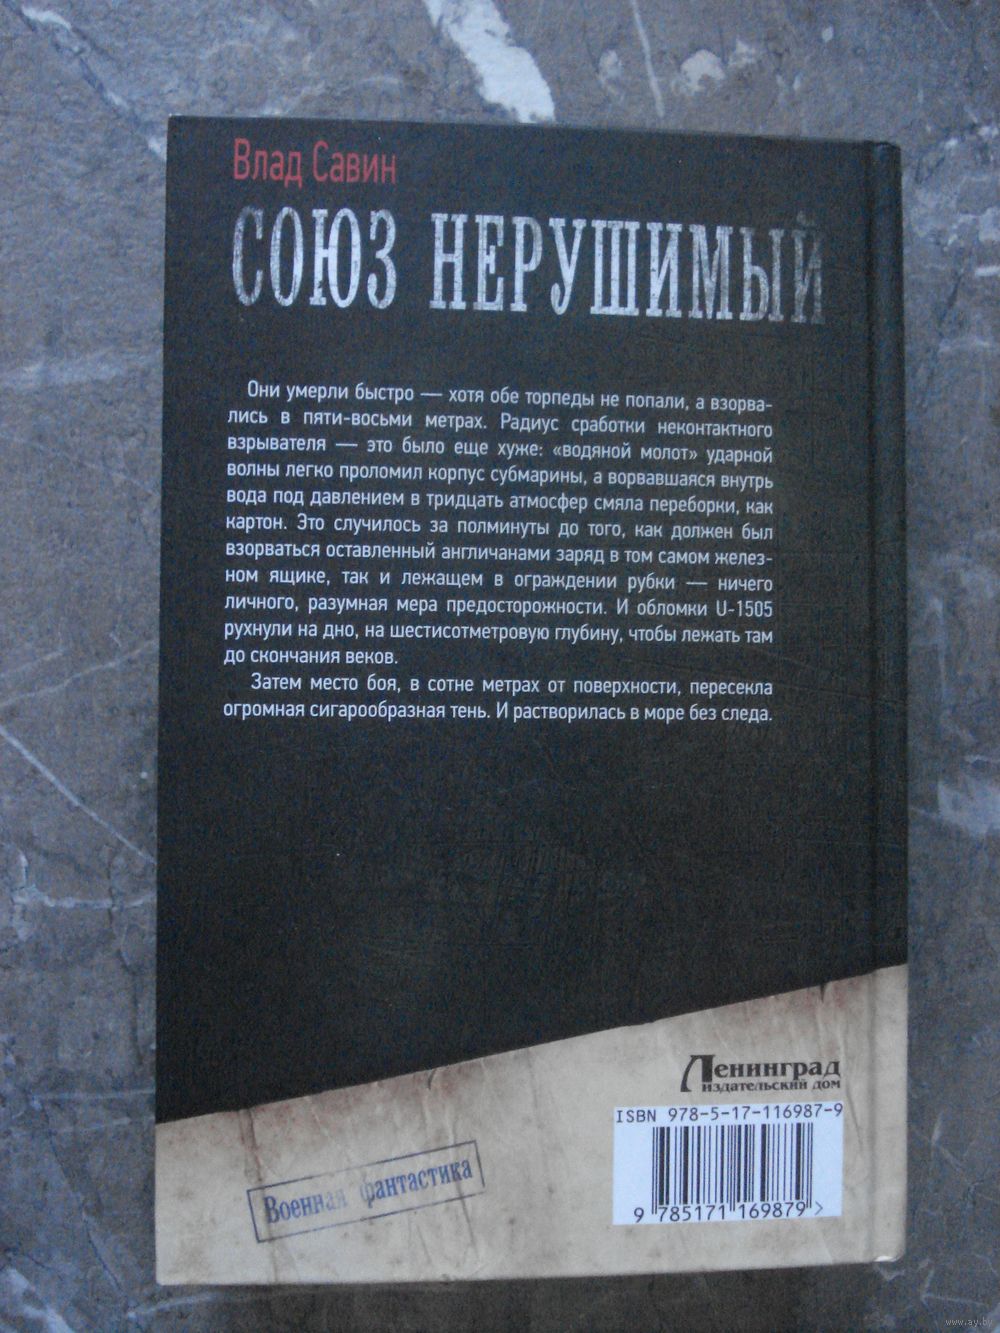 Влад Савин
СОЮЗ НЕРУШИМЫЙ
Они умерли быстро — хотя обе торпеды не попали, а взорва-
лись в пяти-восьми метрах. Радиус сработки неконтактного
взрывателя — это было еще хуже: «водяной молот» ударной
волны легко проломил корпус субмарины, а ворвавшаяся внутрь
вода под давлением в тридцать атмосфер смяла переборки, как
картон. Это случилось за полминуты до того, как должен был
взорваться оставленный англичанами заряд в том самом желез-
ном ящике, так и лежащем в ограждении рубки — ничего
личного, разумная мера предосторожности. И обломки U-1505
рухнули на дно, на шестисотметровую глубину, чтобы лежать там
до скончания веков.
Затем место боя, в сотне метрах от поверхности, пересекла
огромная сигарообразная тень. И растворилась в море без следа.
Ленинград
издательский дом
ISBN 978-5-17-116987-9
Военная фантастика
9 785171 169879 >
www.ay.by